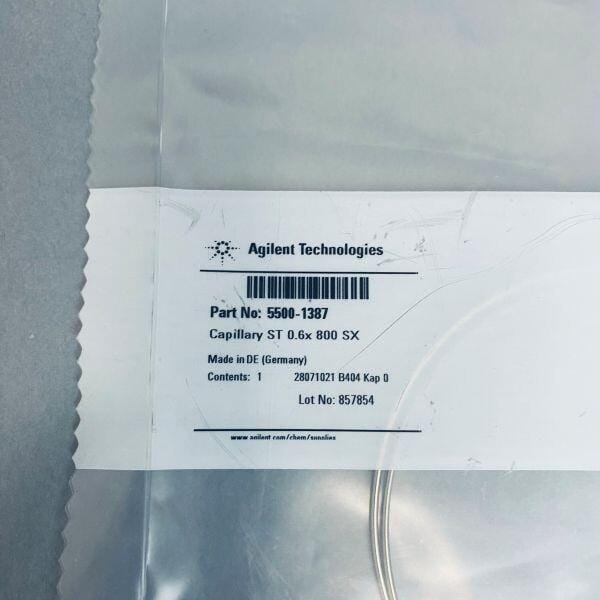 Agilent Technologies
Part No: 5500-1387
Capillary ST 0.6x 800 SX
Made in DE (Germany)
Contents: 1 28071021 B404 Kap 0
Lot No: 857854
www.agilent.com/chem/supplies